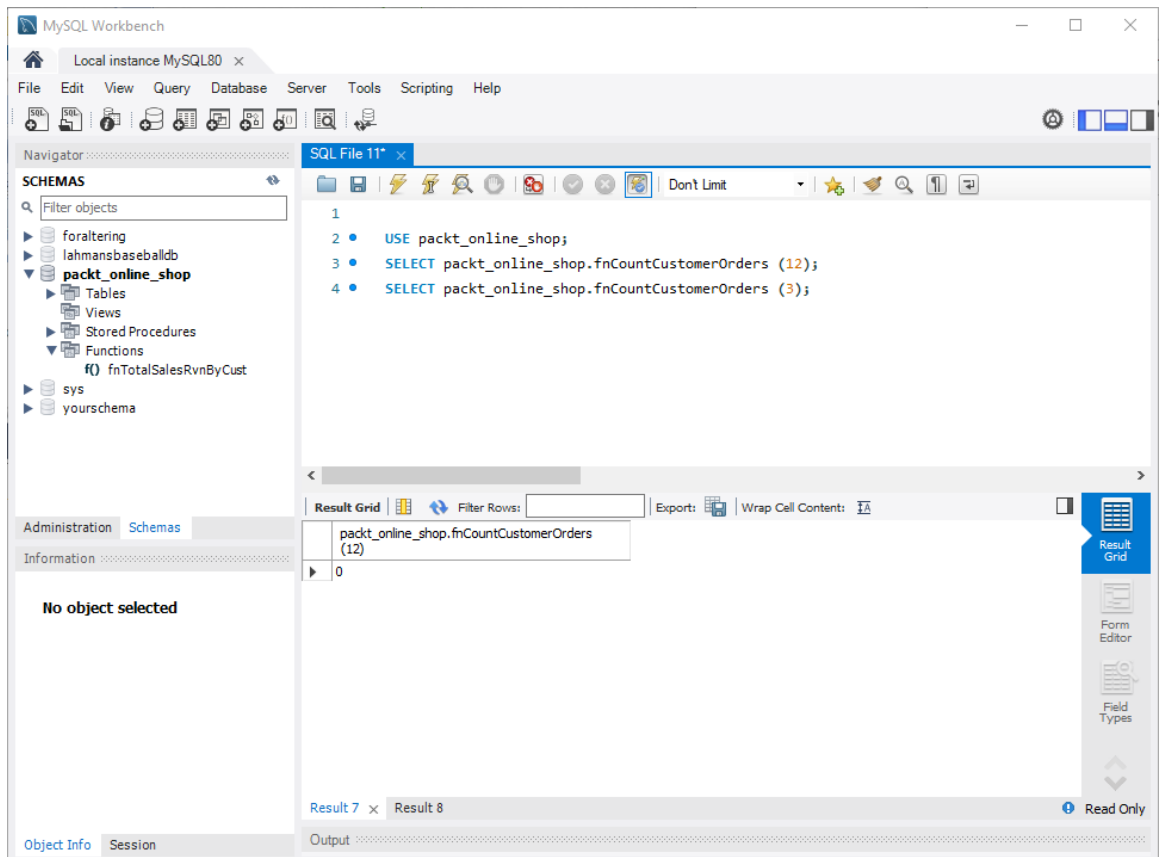 MySQL Workbench
Local instance MySQL80
File Edit View Query Database Server Tools Scripting Help
Navigator
SCHEMAS
Filter objects
foraltering
lahmansbaseballdb
packt_online_shop
Tables
Views
Stored Procedures
Functions
f() fnTotalSalesRvnByCust
sys
yourschema
Administration Schemas
Information
No object selected
Object Info Session
SQL File 11*
Don't Limit
1
2 USE packt_online_shop;
3 SELECT packt_online_shop.fnCountCustomerOrders (12);
4 SELECT packt_online_shop.fnCountCustomerOrders (3);
Result Grid Filter Rows: Export: Wrap Cell Content: IA
packt_online_shop.fnCountCustomerOrders
(12)
0
Result
Grid
Form
Editor
Field
Types
Result 7 Result 8 Read Only
Output